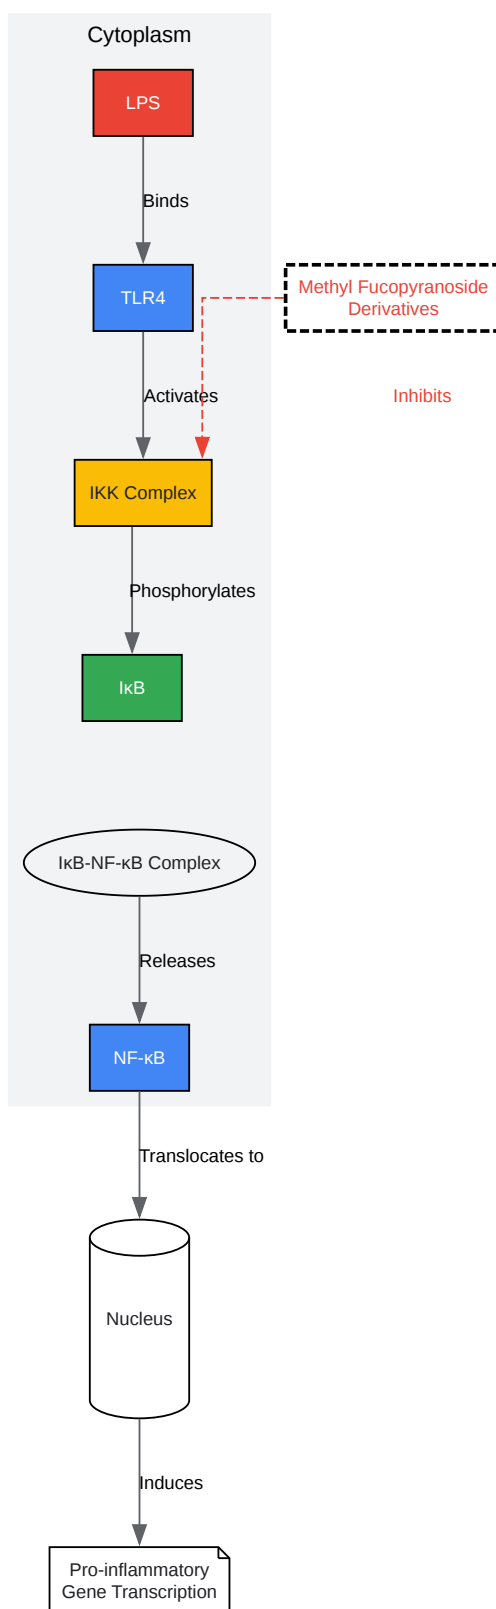 Cytoplasm
LPS
Binds
TLR4
Methyl Fucopyranoside
Derivatives
Activates
Inhibits
IKK Complex
Phosphorylates
IκB
IκB-NF-κB Complex
Releases
NF-κB
Translocates to
Nucleus
Induces
Pro-inflammatory
Gene Transcription